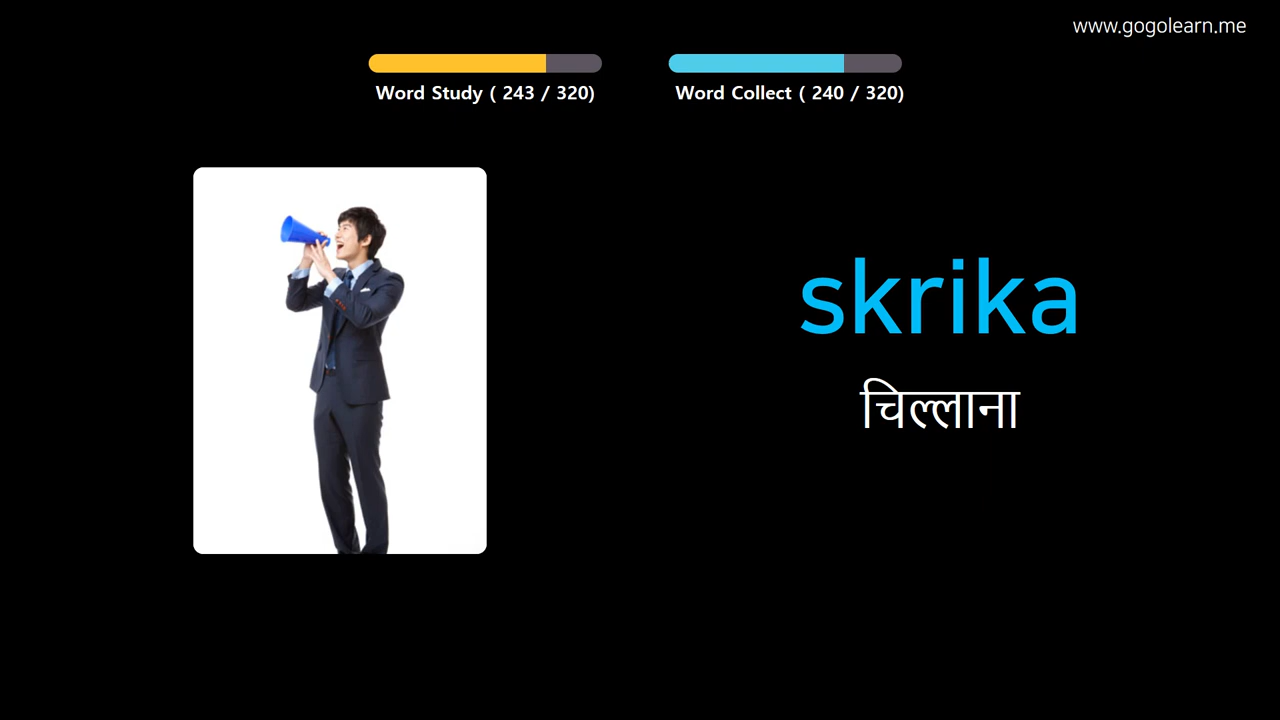 www.gogolearn.me
Word Study ( 243 / 320)
Word Collect ( 240 / 320)
skrika
चिल्लाना